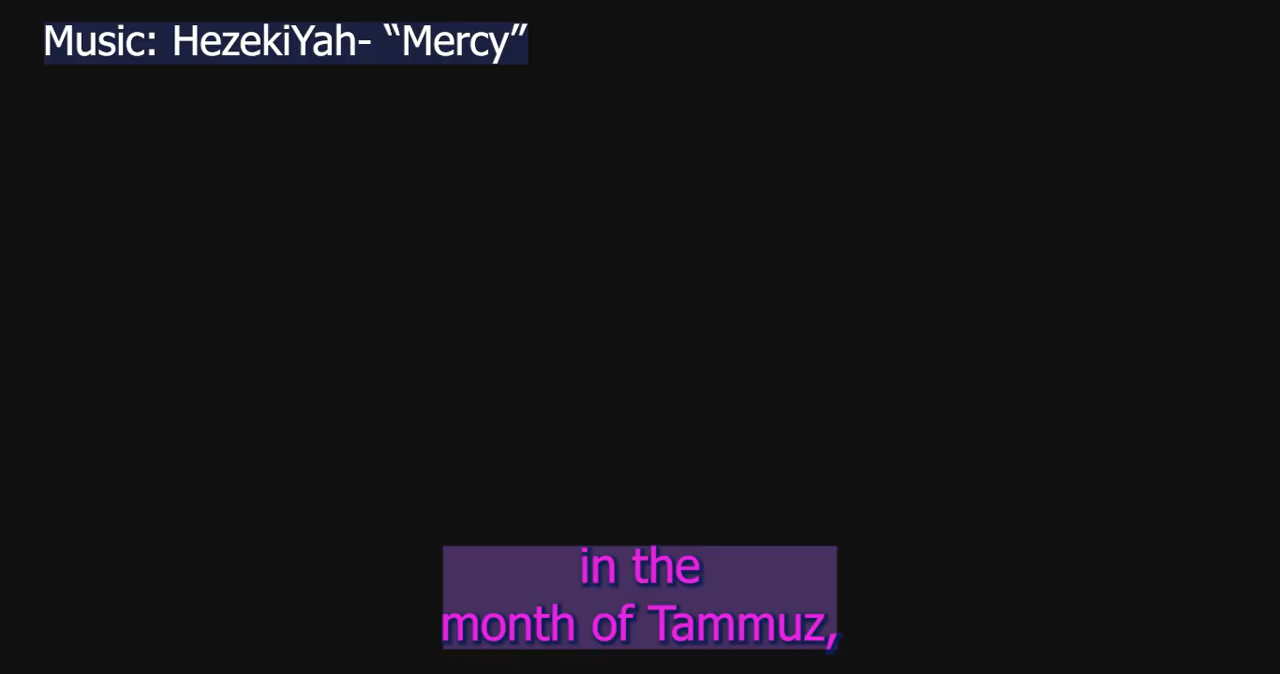 Music: HezekiYah- “Mercy”
in the
month of Tammuz,